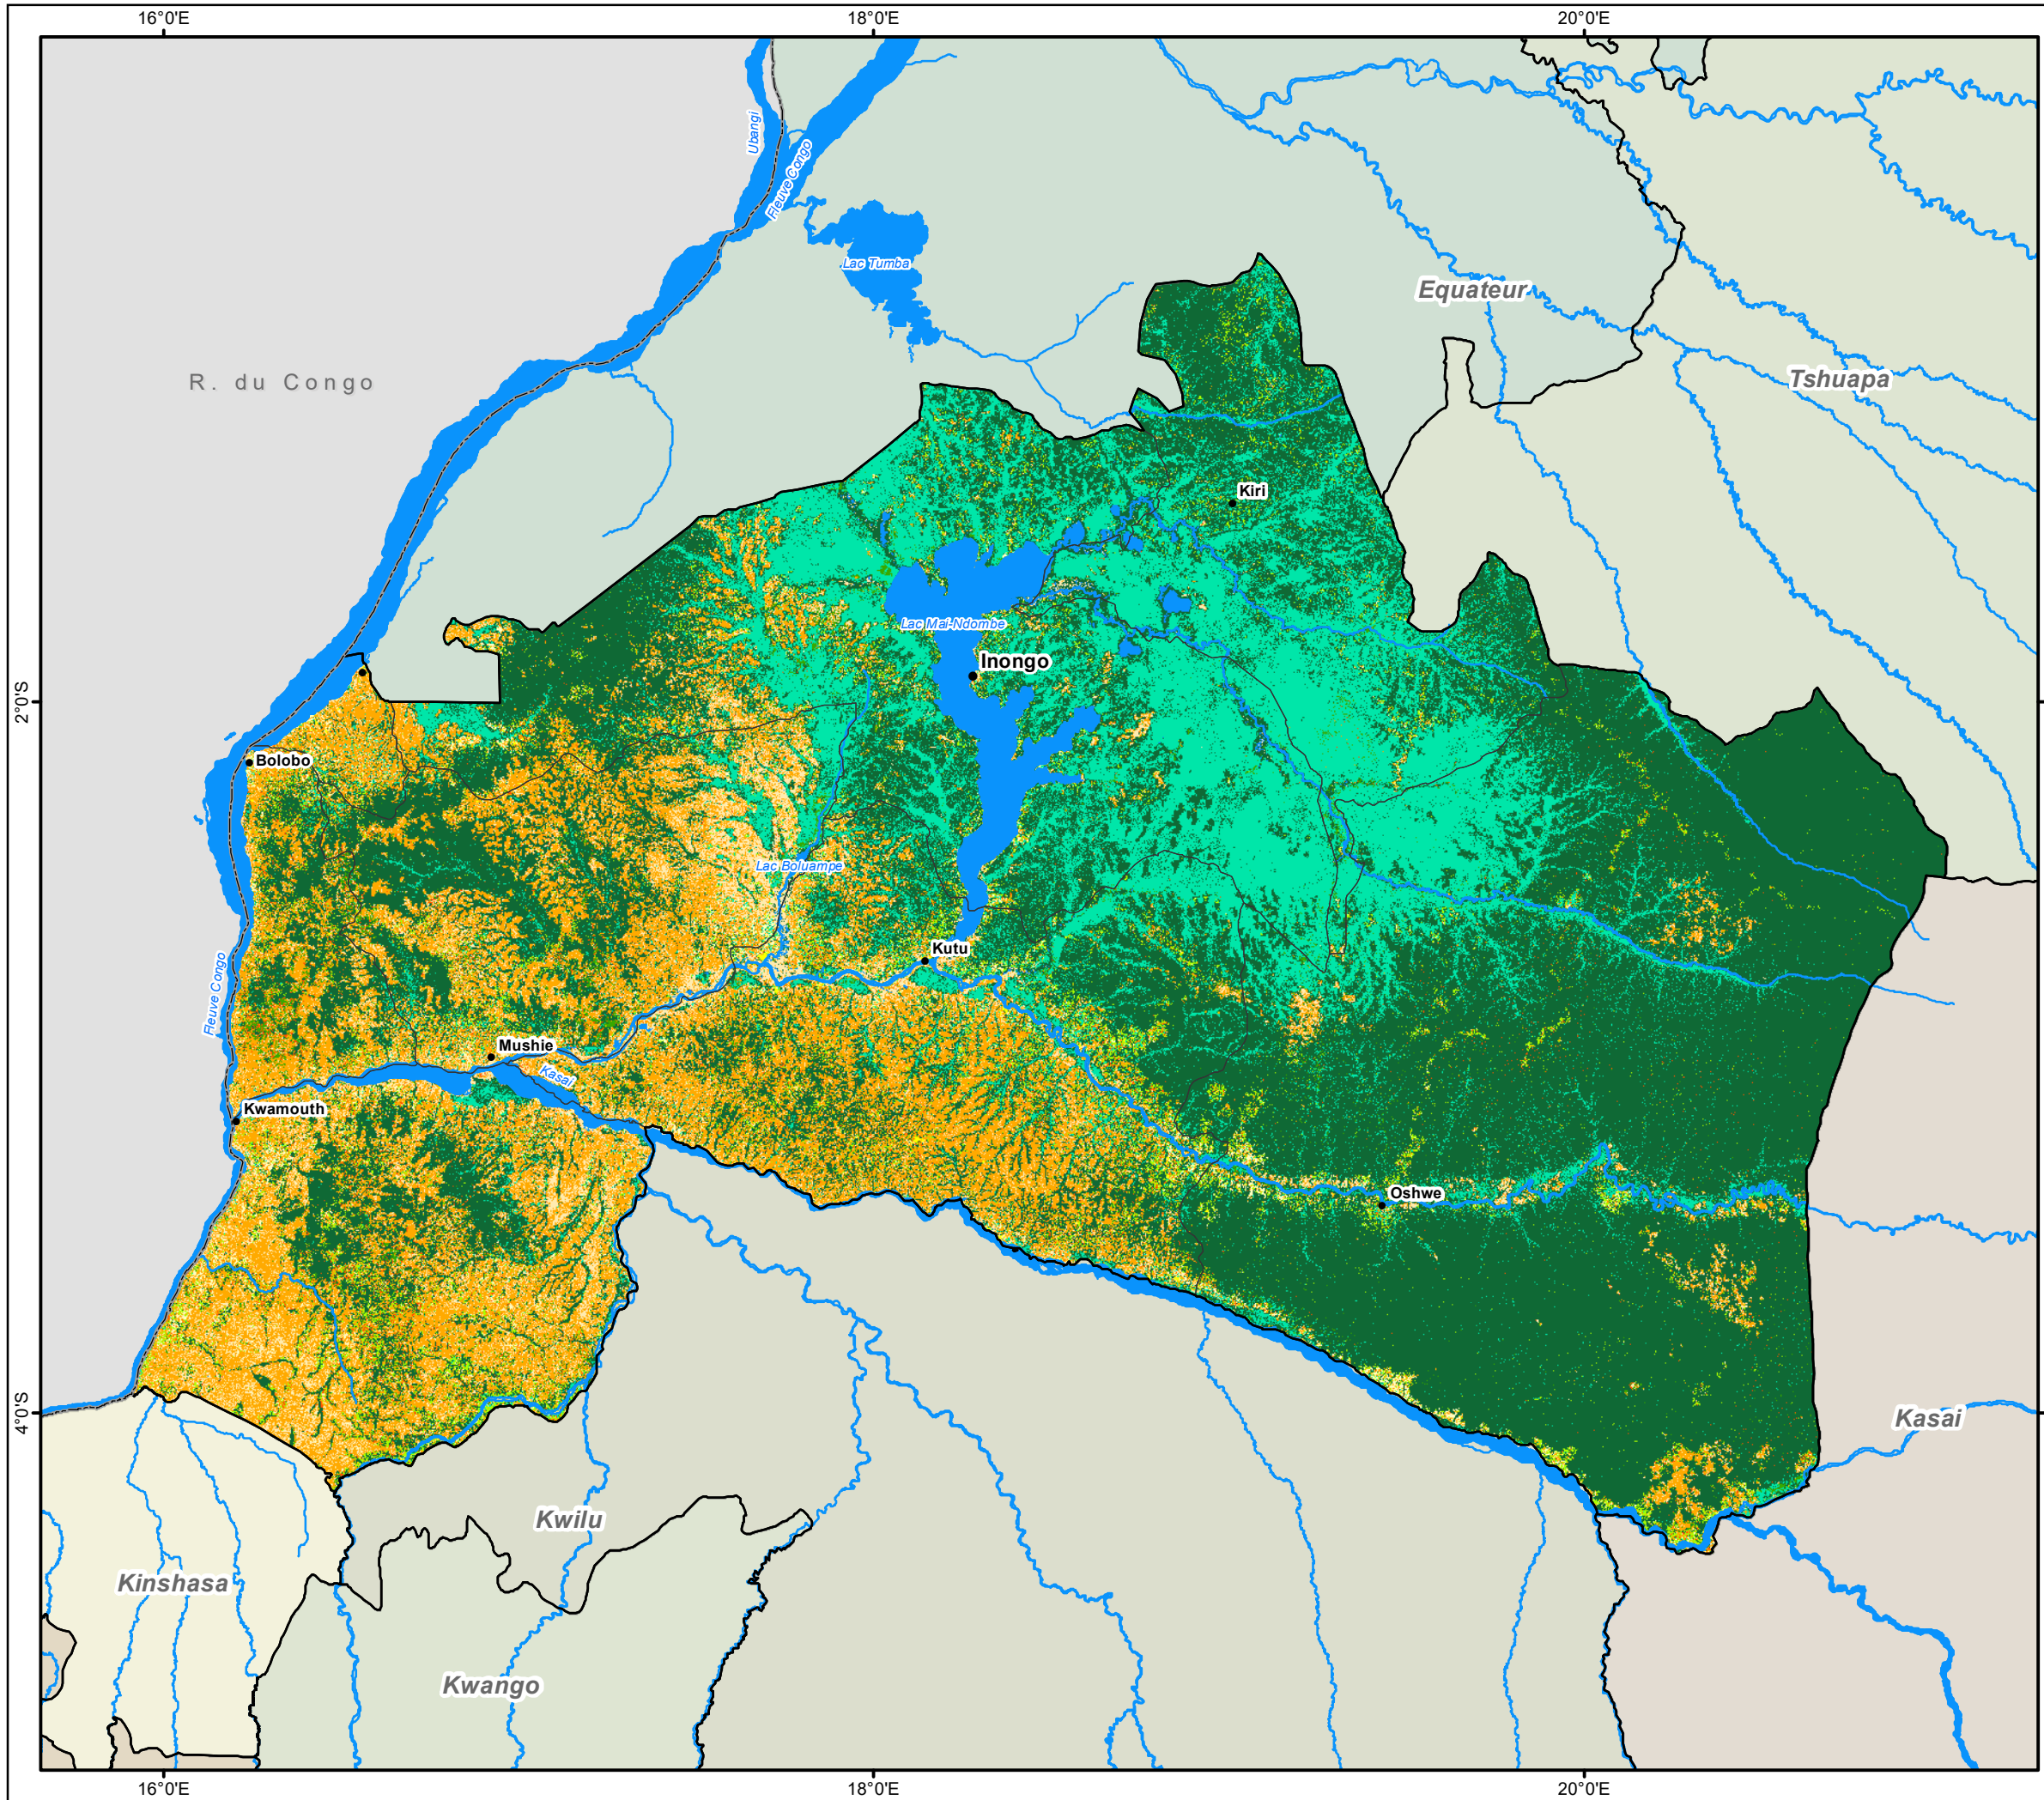 16°0'E
18°0'E
20°0'E
Ubangi
Fleuve Congo
Lac Tumba
Equateur
R. du Congo
Tshuapa
Kiri
Lac Mai-Ndombe
Inongo
2°0'S
Bolobo
Lac Boluampe
Kutu
Fleuve Congo
Mushie
Kasai
Kwamouth
Oshwe
4°0'S
Kasai
Kwilu
Kinshasa
Kwango
16°0'E
18°0'E
20°0'E